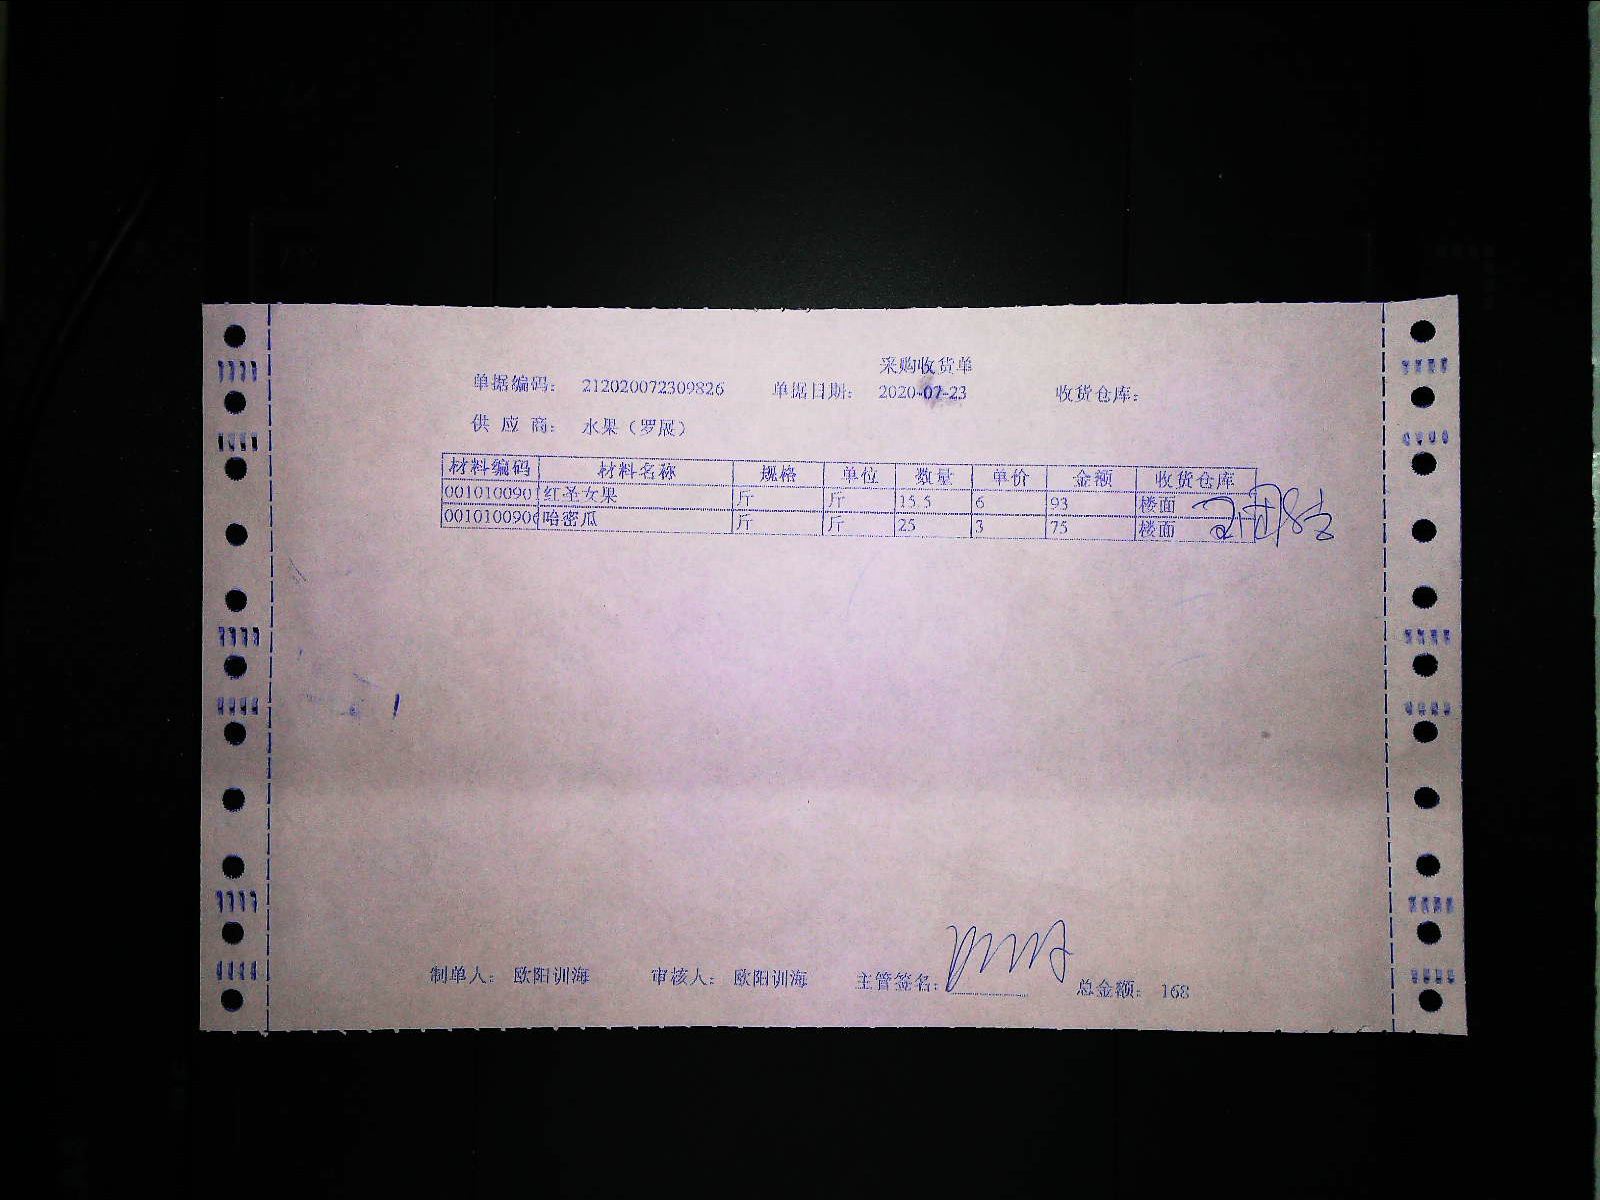 采购收货单
单据编码： 212020072309826 单据日期： 2020-07-23 收货仓库：
供 应 商： 水果（罗展）
材料编码 材料名称 规格 单位 数量 单价 金额 收货仓库
0010100901 红圣女果 斤 斤 15.5 6 93 楼面
0010100906 哈密瓜 斤 斤 25 3 75 楼面
制单人： 欧阳训海 审核人： 欧阳训海 主管签名： 总金额： 168